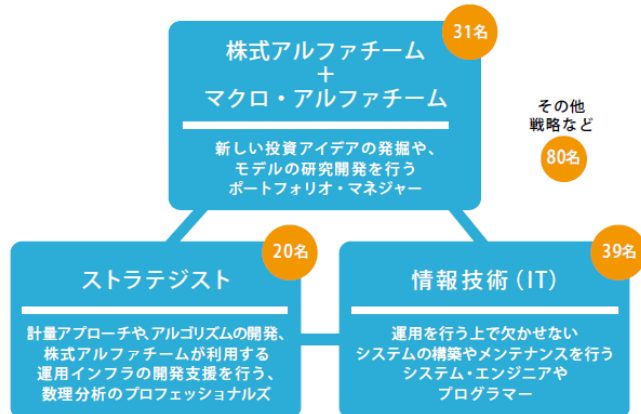 31名
株式アルファチーム
+
マクロ・アルファチーム
新しい投資アイデアの発掘や、
モデルの研究開発を行う
ポートフォリオ・マネジャー
その他
戦略など
80名
20名
ストラテジスト
計量アプローチや、アルゴリズムの開発、
株式アルファチームが利用する
運用インフラの開発支援を行う、
数理分析のプロフェッショナルズ
39名
情報技術(IT)
運用を行う上で欠かせない
システムの構築やメンテナンスを行う
システム・エンジニアや
プログラマー